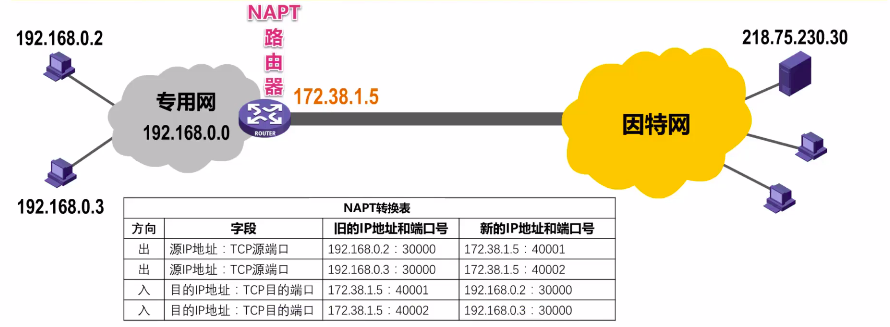 NAPT
路
由
器
192.168.0.2
218.75.230.30
172.38.1.5
专用网
192.168.0.0
ROUTER
因特网
192.168.0.3
NAPT转换表
方向 字段 旧的IP地址和端口号 新的IP地址和端口号
出 源IP地址：TCP源端口 192.168.0.2：30000 172.38.1.5：40001
出 源IP地址：TCP源端口 192.168.0.3：30000 172.38.1.5：40002
入 目的IP地址：TCP目的端口 172.38.1.5：40001 192.168.0.2：30000
入 目的IP地址：TCP目的端口 172.38.1.5：40002 192.168.0.3：30000